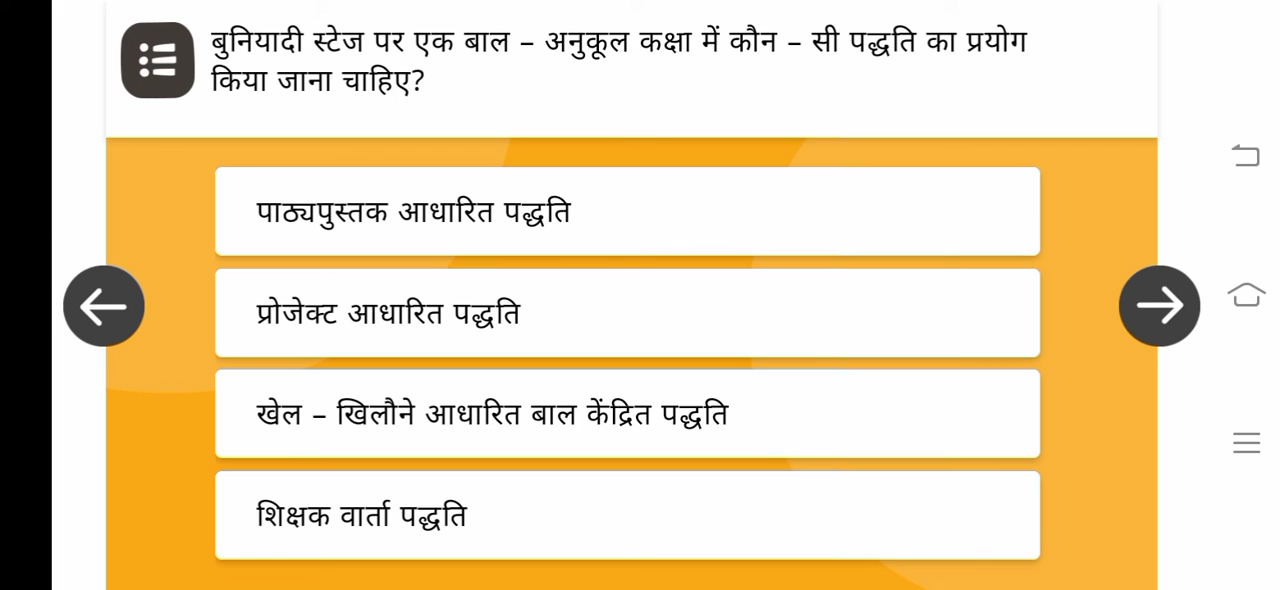 बुनियादी स्टेज पर एक बाल – अनुकूल कक्षा में कौन – सी पद्धति का प्रयोग
किया जाना चाहिए?
पाठ्यपुस्तक आधारित पद्धति
प्रोजेक्ट आधारित पद्धति
खेल – खिलौने आधारित बाल केंद्रित पद्धति
शिक्षक वार्ता पद्धति